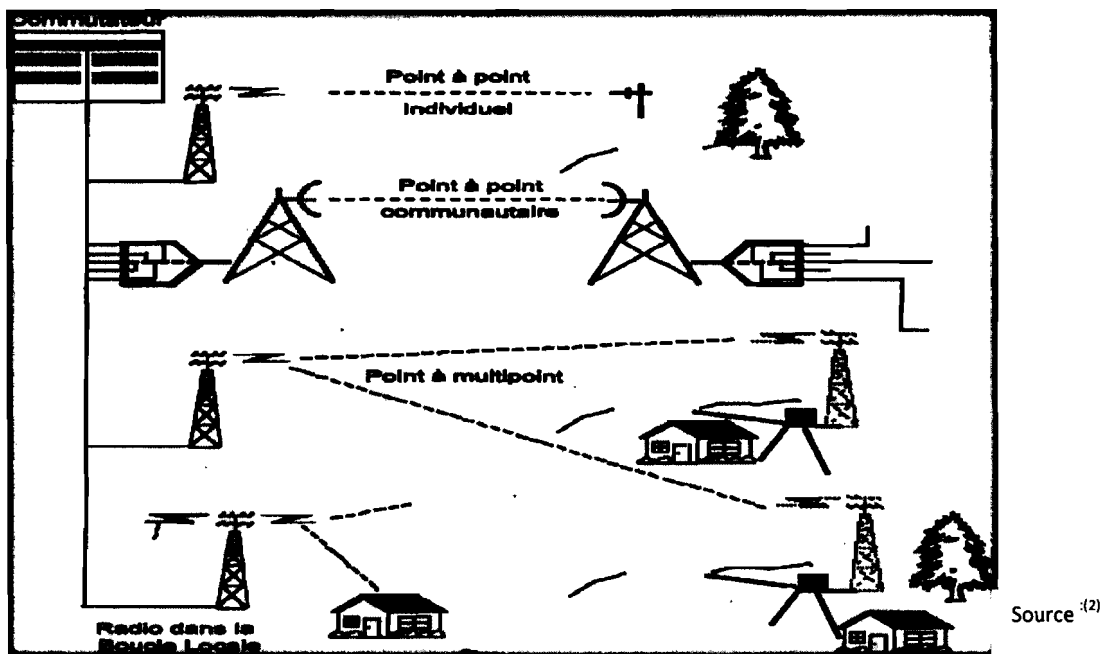 Commutateur
Point à point
individuel
Point à point
communautaire
Point à multipoint
Radio dans la
Boucle Locale
Source :(2)